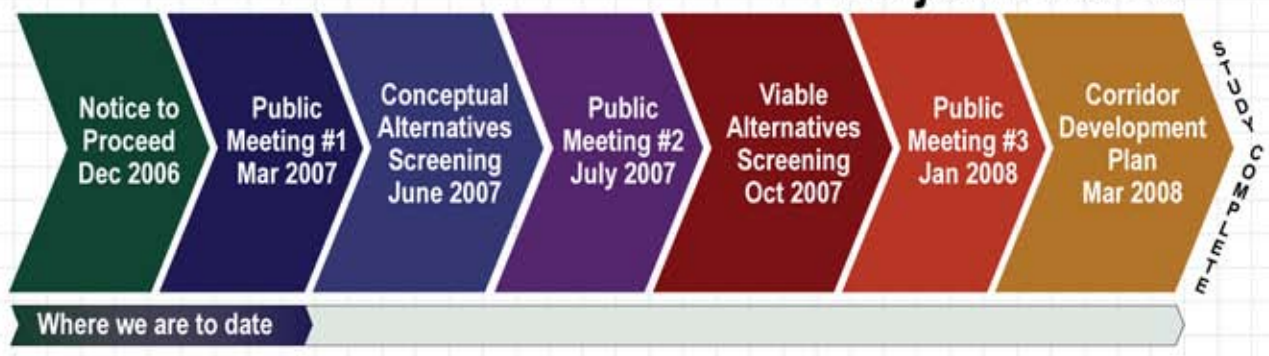 Notice to
Proceed
Dec 2006
Public
Meeting #1
Mar 2007
Conceptual
Alternatives
Screening
June 2007
Public
Meeting #2
July 2007
Viable
Alternatives
Screening
Oct 2007
Public
Meeting #3
Jan 2008
Corridor
Development
Plan
Mar 2008
STUDY COMPLETE
Where we are to date